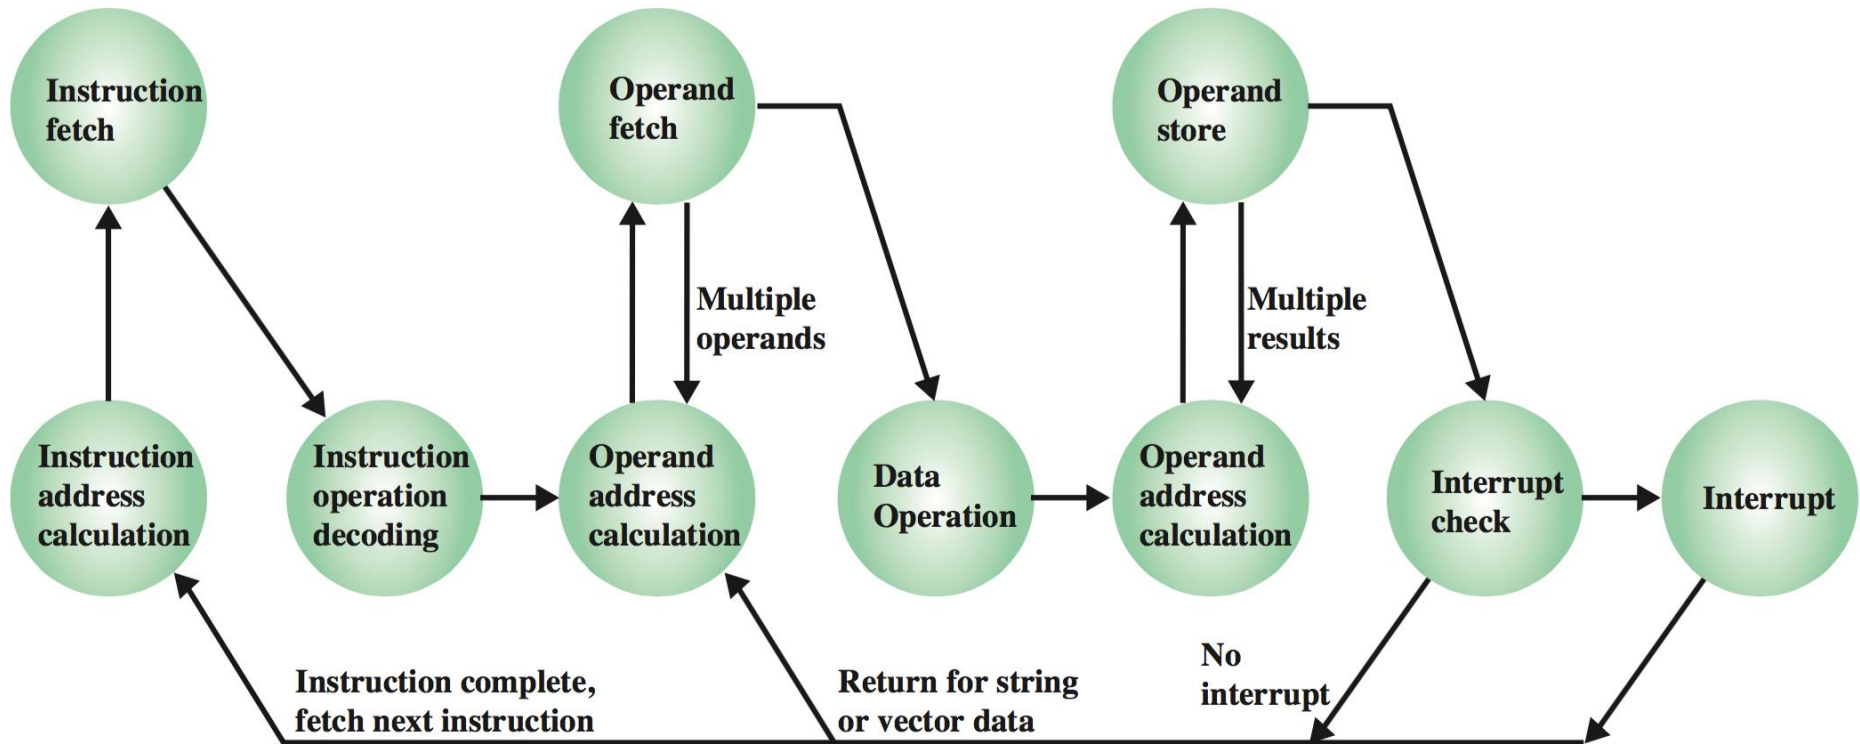 Instruction
fetch
Operand
fetch
Operand
store
Multiple
operands
Multiple
results
Instruction
address
calculation
Instruction
operation
decoding
Operand
address
calculation
Data
Operation
Operand
address
calculation
Interrupt
check
Interrupt
Instruction complete,
fetch next instruction
Return for string
or vector data
No
interrupt